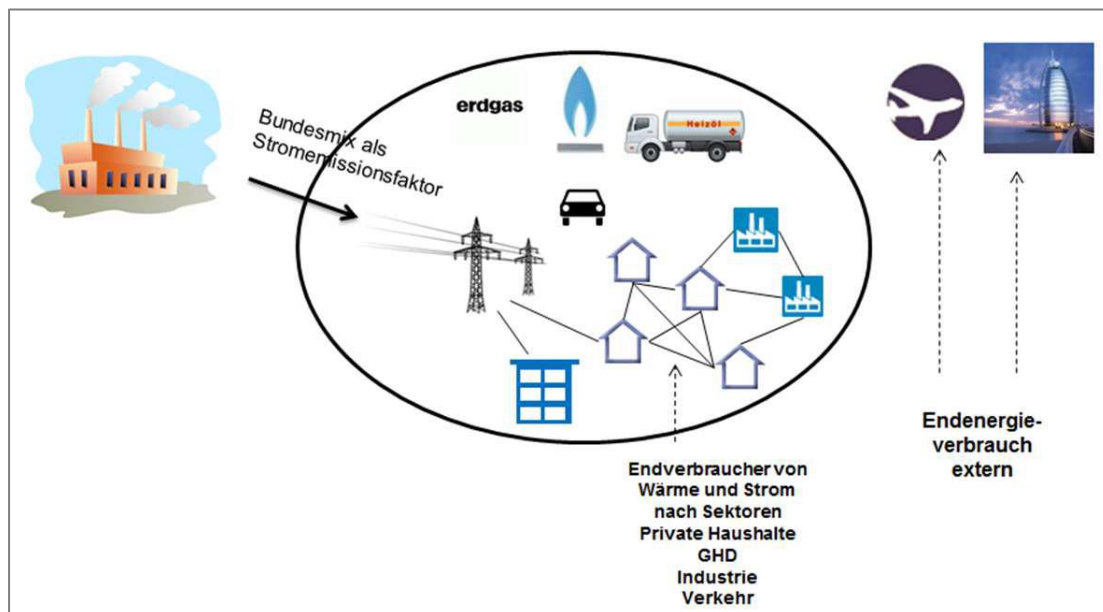 Bundesmix als
Stromemissionsfaktor
erdgas
Heizöl
Endenergie-
verbrauch
extern
Endverbraucher von
Wärme und Strom
nach Sektoren
Private Haushalte
GHD
Industrie
Verkehr